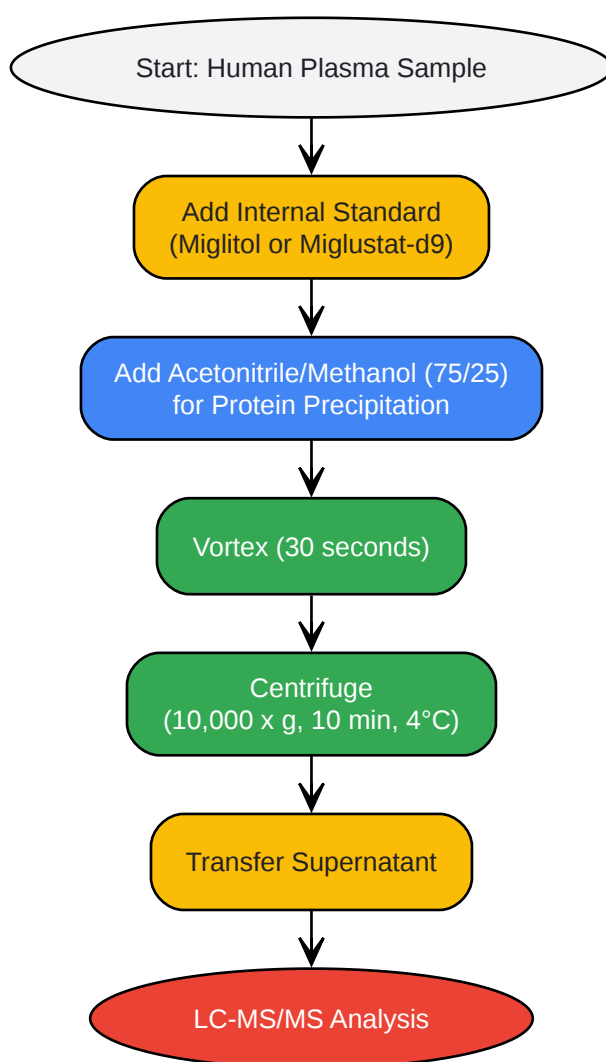 Start: Human Plasma Sample
Add Internal Standard
(Miglitol or Miglustat-d9)
Add Acetonitrile/Methanol (75/25)
for Protein Precipitation
Vortex (30 seconds)
Centrifuge
(10,000 x g, 10 min, 4°C)
Transfer Supernatant
LC-MS/MS Analysis